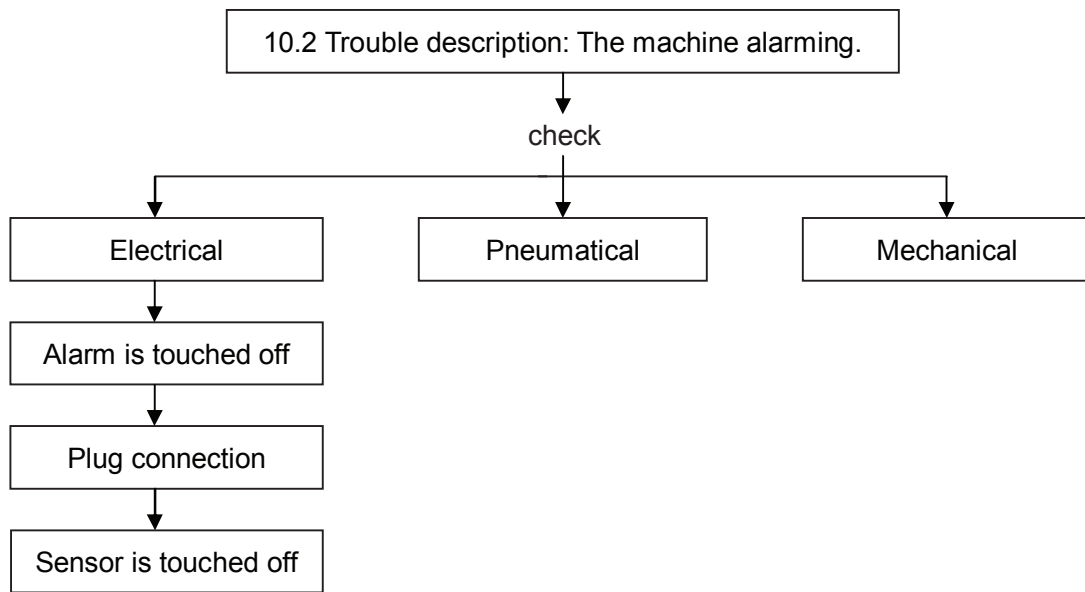 10.2 Trouble description: The machine alarming.
check
Electrical
Pneumatical
Mechanical
Alarm is touched off
Plug connection
Sensor is touched off